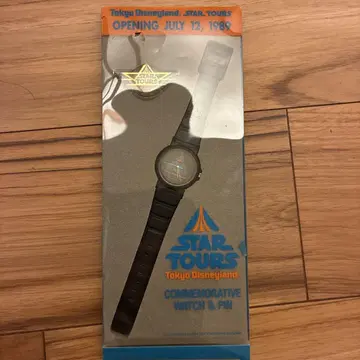 Tokyo Disneyland STAR TOURS
OPENING JULY 12, 1989
STAR
TOURS
STAR
TOURS
Tokyo Disneyland
COMMEMORATIVE
WATCH & PIN